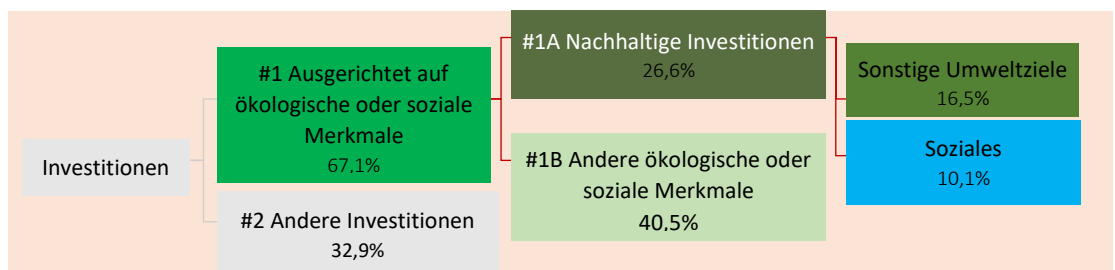 Investitionen
#1 Ausgerichtet auf
ökologische oder soziale
Merkmale
67,1%
#2 Andere Investitionen
32,9%
#1A Nachhaltige Investitionen
26,6%
#1B Andere ökologische oder
soziale Merkmale
40,5%
Sonstige Umweltziele
16,5%
Soziales
10,1%